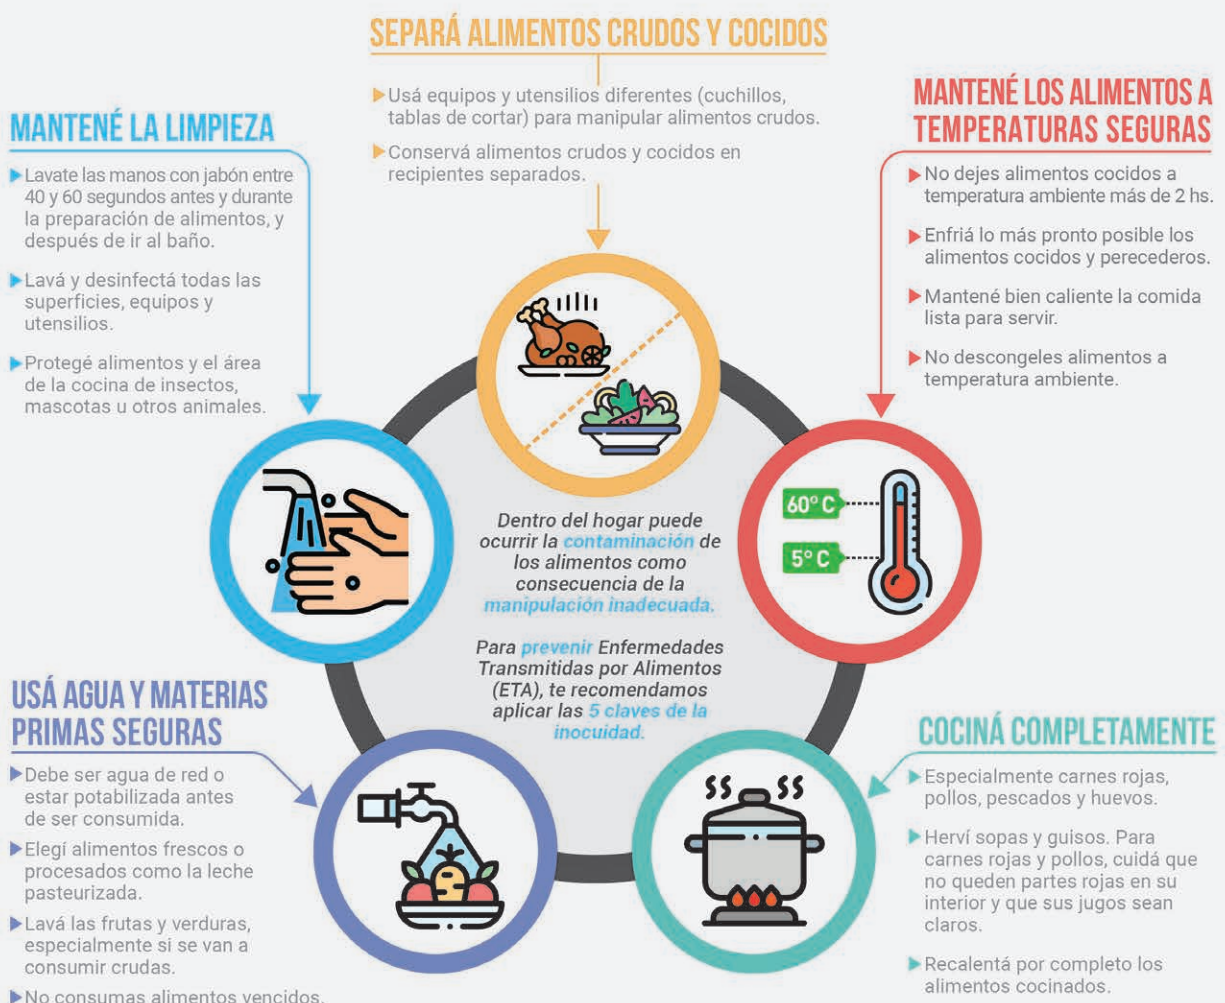 SEPARÁ ALIMENTOS CRUDOS Y COCIDOS
Usá equipos y utensilios diferentes (cuchillos,
tablas de cortar) para manipular alimentos crudos.
Conservá alimentos crudos y cocidos en
recipientes separados.
MANTENÉ LA LIMPIEZA
Lavate las manos con jabón entre
40 y 60 segundos antes y durante
la preparación de alimentos, y
después de ir al baño.
Lavá y desinfectá todas las
superficies, equipos y
utensilios.
Protegé alimentos y el área
de la cocina de insectos,
mascotas u otros animales.
MANTENÉ LOS ALIMENTOS A
TEMPERATURAS SEGURAS
No dejes alimentos cocidos a
temperatura ambiente más de 2 hs.
Enfriá lo más pronto posible los
alimentos cocidos y perecederos.
Mantené bien caliente la comida
lista para servir.
No descongeles alimentos a
temperatura ambiente.
60º C
5º C
Dentro del hogar puede
ocurrir la contaminación de
los alimentos como
consecuencia de la
manipulación inadecuada.
Para prevenir Enfermedades
Transmitidas por Alimentos
(ETA), te recomendamos
aplicar las 5 claves de la
inocuidad.
USÁ AGUA Y MATERIAS
PRIMAS SEGURAS
Debe ser agua de red o
estar potabilizada antes
de ser consumida.
Elegí alimentos frescos o
procesados como la leche
pasteurizada.
Lavá las frutas y verduras,
especialmente si se van a
consumir crudas.
No consumas alimentos vencidos.
COCINÁ COMPLETAMENTE
Especialmente carnes rojas,
pollos, pescados y huevos.
Herví sopas y guisos. Para
carnes rojas y pollos, cuidá que
no queden partes rojas en su
interior y que sus jugos sean
claros.
Recalentá por completo los
alimentos cocinados.